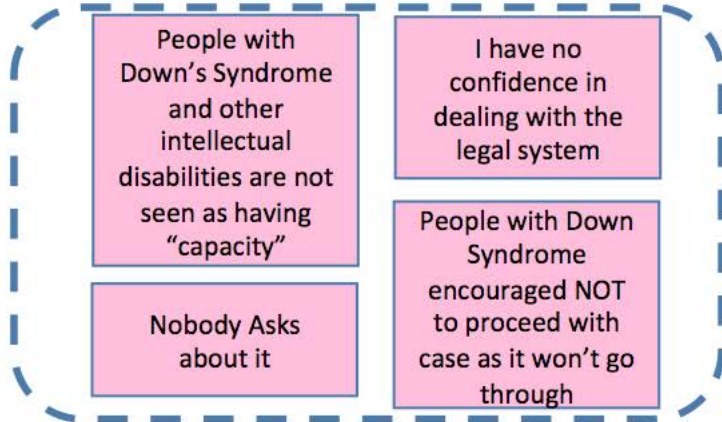 People with
Down's Syndrome
and other
intellectual
disabilities are not
seen as having
“capacity”
Nobody Asks
about it
I have no
confidence in
dealing with the
legal system
People with Down
Syndrome
encouraged NOT
to proceed with
case as it won't go
through